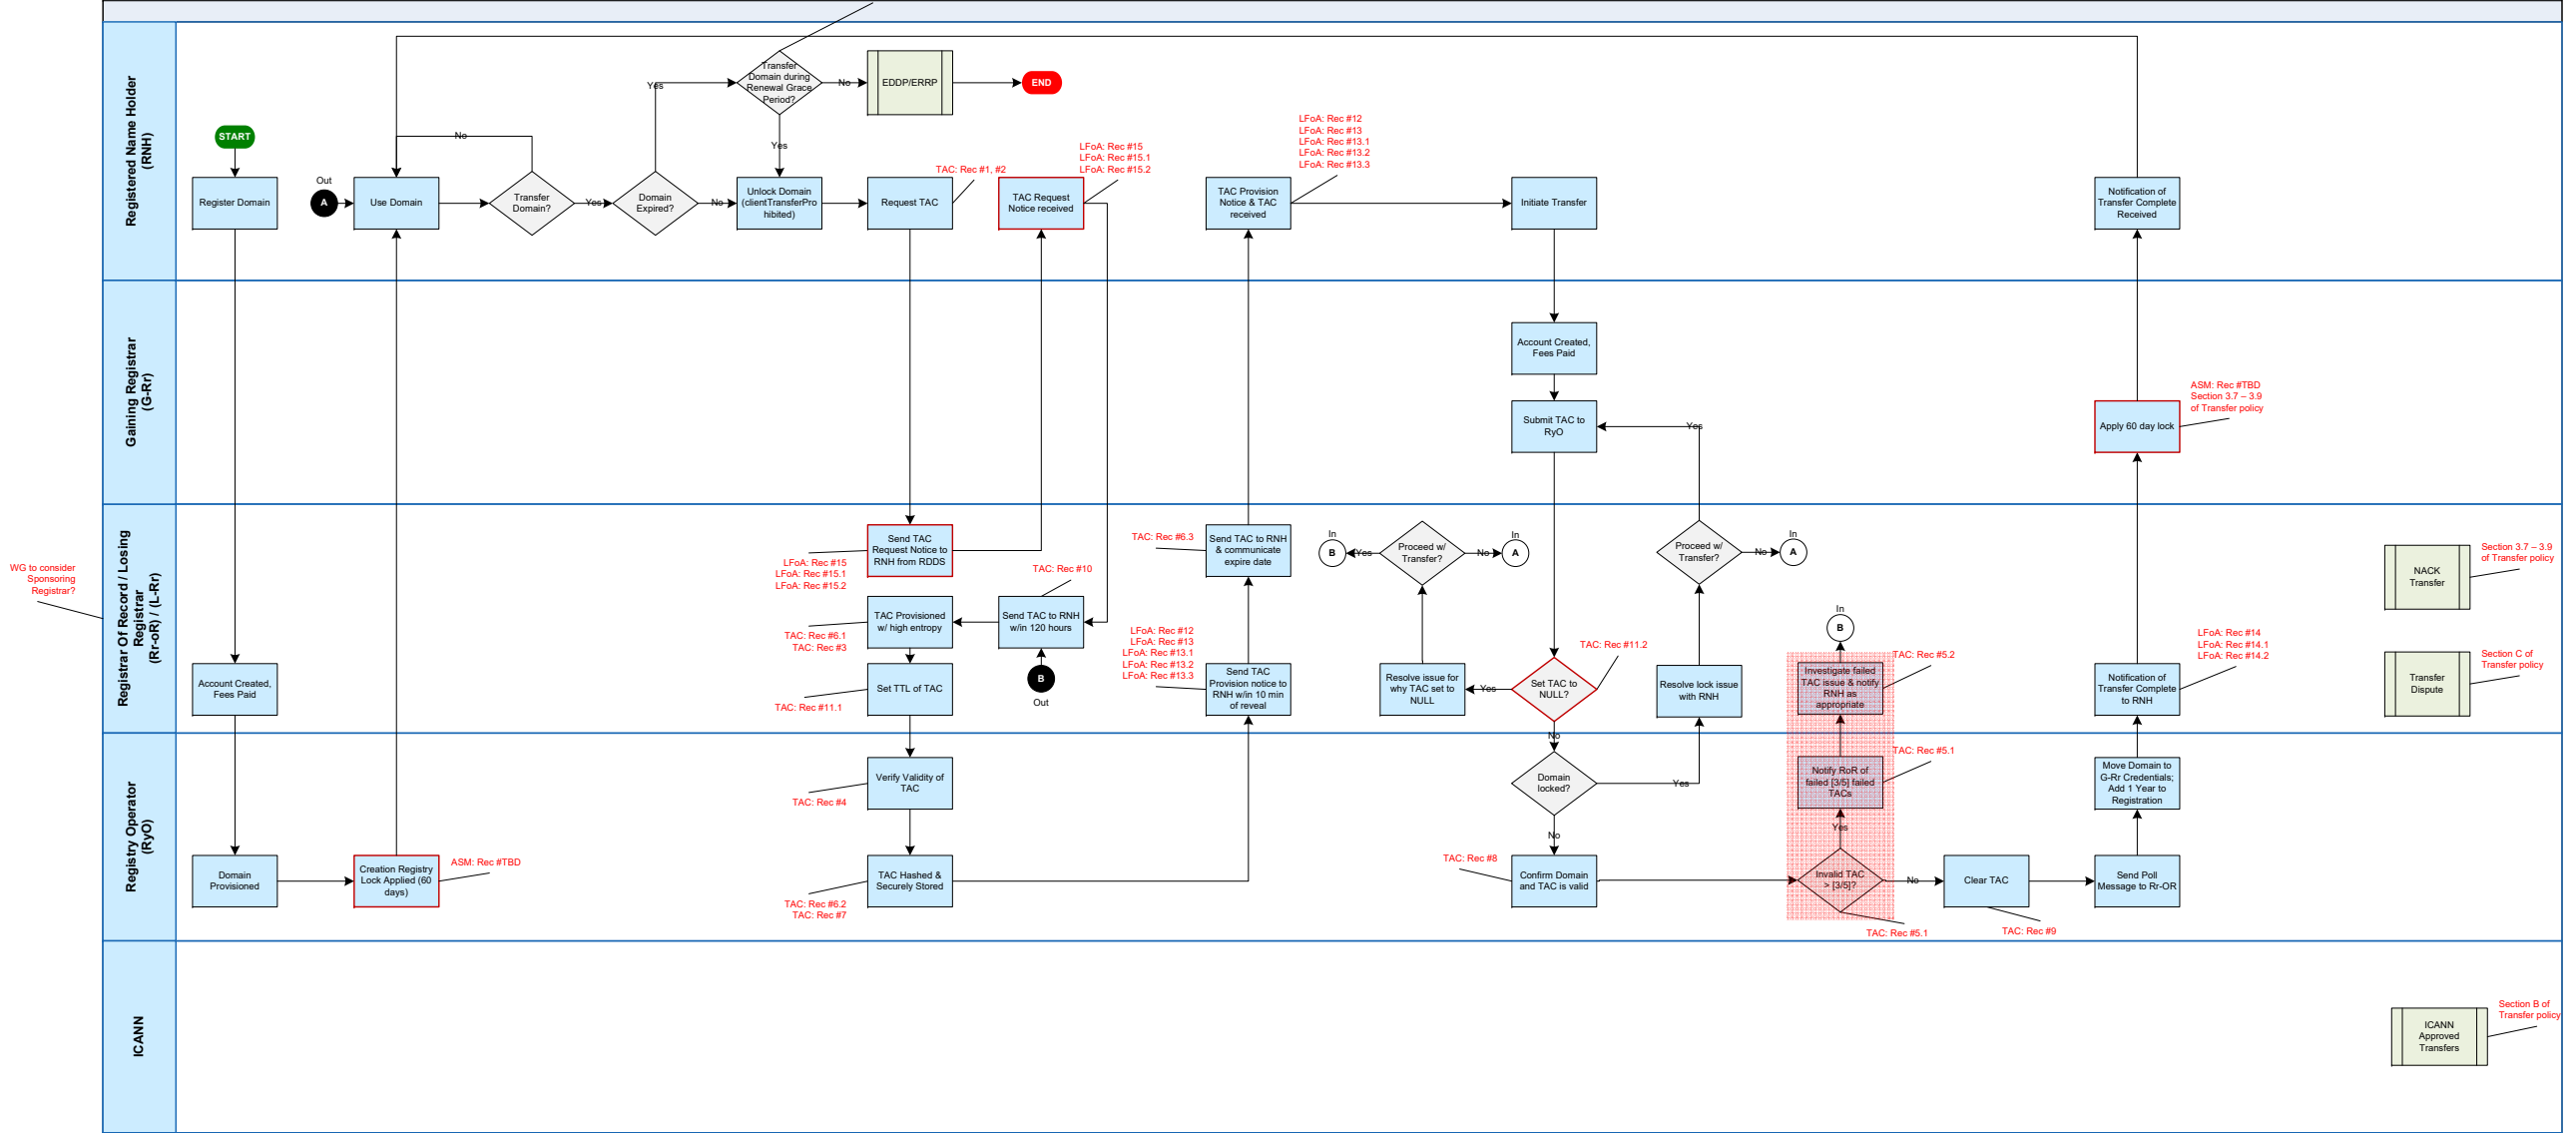 Registered Name Holder
(RNH)
START
Register Domain
Out
A
Use Domain
No
Transfer
Domain?
Yes
Domain
Expired?
Yes
No
Transfer
Domain during
Renewal Grace
Period?
No
Yes
EDDP/ERRP
END
Unlock Domain
(clientTransferPro
hibited)
Request TAC
TAC: Rec #1, #2
TAC Request
Notice received
LFoA: Rec #15
LFoA: Rec #15.1
LFoA: Rec #15.2
TAC Provision
Notice & TAC
received
LFoA: Rec #12
LFoA: Rec #13
LFoA: Rec #13.1
LFoA: Rec #13.2
LFoA: Rec #13.3
Initiate Transfer
Notification of
Transfer Complete
Received
Gaining Registrar
(G-Rr)
Account Created,
Fees Paid
Submit TAC to
RyO
Yes
Apply 60 day lock
ASM: Rec #TBD
Section 3.7 – 3.9
of Transfer policy
WG to consider
Sponsoring
Registrar?
Registrar Of Record / Losing
Registrar
(Rr-oR) / (L-Rr)
Account Created,
Fees Paid
Send TAC
Request Notice to
RNH from RDDS
LFoA: Rec #15
LFoA: Rec #15.1
LFoA: Rec #15.2
TAC Provisioned
w/ high entropy
TAC: Rec #6.1
TAC: Rec #3
Send TAC to RNH
w/in 120 hours
TAC: Rec #10
B
Out
Set TTL of TAC
TAC: Rec #11.1
Send TAC to RNH
& communicate
expire date
TAC: Rec #6.3
Send TAC
Provision notice to
RNH w/in 10 min
of reveal
LFoA: Rec #12
LFoA: Rec #13
LFoA: Rec #13.1
LFoA: Rec #13.2
LFoA: Rec #13.3
In
B
Yes
Proceed w/
Transfer?
No
In
A
Resolve issue for
why TAC set to
NULL
Yes
Set TAC to
NULL?
TAC: Rec #11.2
No
Proceed w/
Transfer?
No
In
A
Resolve lock issue
with RNH
In
B
Investigate failed
TAC issue & notify
RNH as
appropriate
TAC: Rec #5.2
Notification of
Transfer Complete
to RNH
LFoA: Rec #14
LFoA: Rec #14.1
LFoA: Rec #14.2
NACK
Transfer
Section 3.7 – 3.9
of Transfer policy
Transfer
Dispute
Section C of
Transfer policy
Registry Operator
(RyO)
Domain
Provisioned
Creation Registry
Lock Applied (60
days)
ASM: Rec #TBD
Verify Validity of
TAC
TAC: Rec #4
TAC Hashed &
Securely Stored
TAC: Rec #6.2
TAC: Rec #7
Domain
locked?
Yes
No
Confirm Domain
and TAC is valid
TAC: Rec #8
Notify RoR of
failed [3/5] failed
TACs
TAC: Rec #5.1
Yes
Invalid TAC
> [3/5]?
TAC: Rec #5.1
No
Clear TAC
TAC: Rec #9
Move Domain to
G-Rr Credentials;
Add 1 Year to
Registration
Send Poll
Message to Rr-OR
ICANN
ICANN
Approved
Transfers
Section B of
Transfer policy